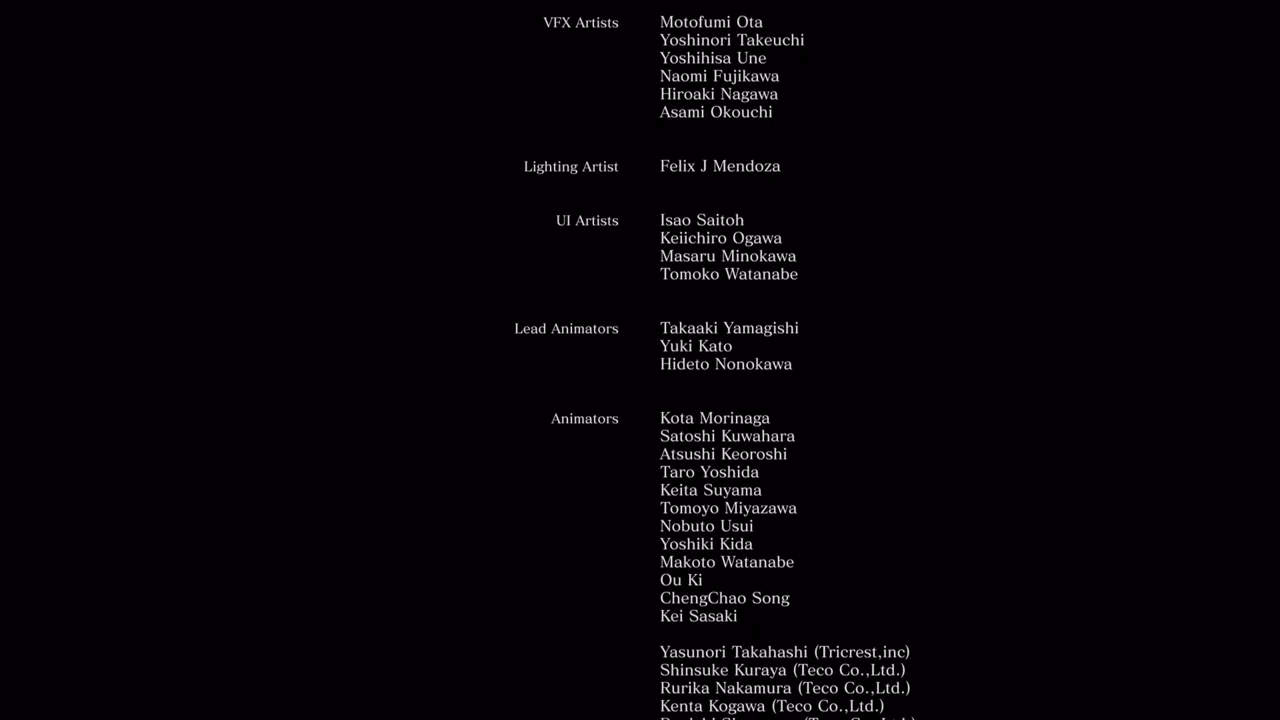 VFX Artists Motofumi Ota
Yoshinori Takeuchi
Yoshihisa Une
Naomi Fujikawa
Hiroaki Nagawa
Asami Okouchi
Lighting Artist Felix J Mendoza
UI Artists Isao Saitoh
Keiichiro Ogawa
Masaru Minokawa
Tomoko Watanabe
Lead Animators Takaaki Yamagishi
Yuki Kato
Hideto Nonokawa
Animators Kota Morinaga
Satoshi Kuwahara
Atsushi Keoroshi
Taro Yoshida
Keita Suyama
Tomoyo Miyazawa
Nobuto Usui
Yoshiki Kida
Makoto Watanabe
Ou Ki
ChengChao Song
Kei Sasaki
Yasunori Takahashi (Tricrest,inc)
Shinsuke Kuraya (Teco Co.,Ltd.)
Rurika Nakamura (Teco Co.,Ltd.)
Kenta Kogawa (Teco Co.,Ltd.)
(Teco Co.,Ltd.)